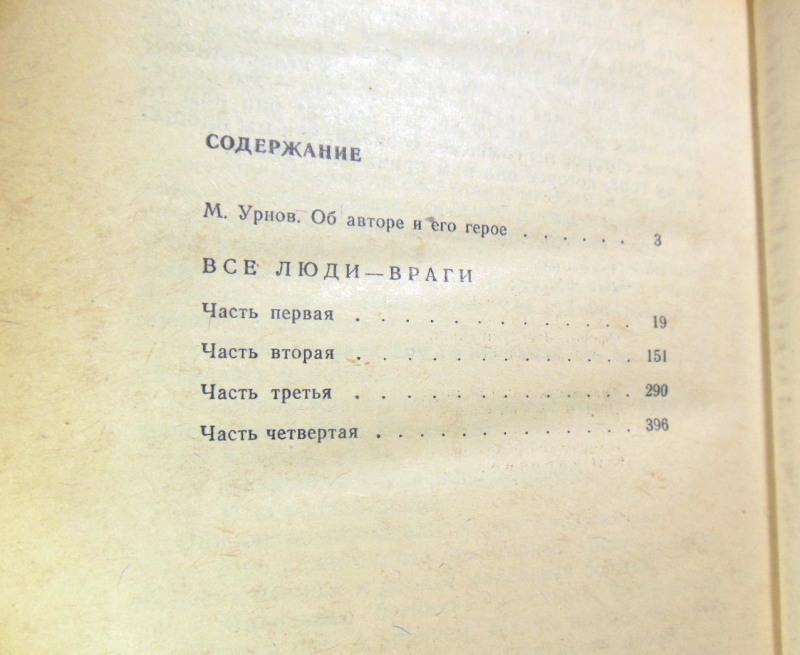 СОДЕРЖАНИЕ
М. Урнов. Об авторе и его герое . . . . . . 3
ВСЕ ЛЮДИ—ВРАГИ
Часть первая . . . . . . . . . . . . 19
Часть вторая . . . . . . . . . . . . 151
Часть третья . . . . . . . . . . . . 290
Часть четвертая . . . . . . . . . . . 396